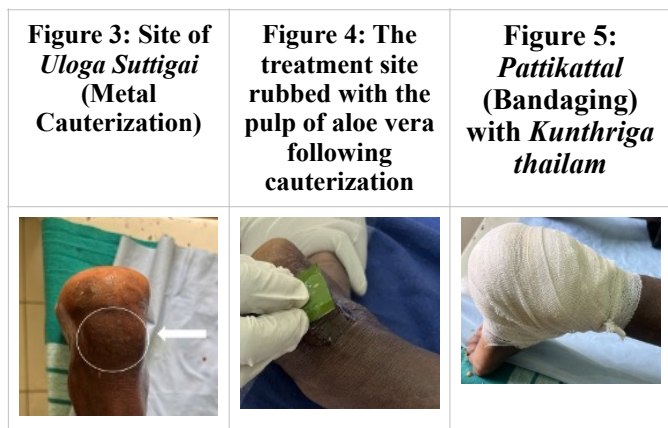 Figure 3: Site of
Uloga Suttigai
(Metal
Cauterization)
Figure 4: The
treatment site
rubbed with the
pulp of aloe vera
following
cauterization
Figure 5:
Pattikattal
(Bandaging)
with Kunthriga
thailam